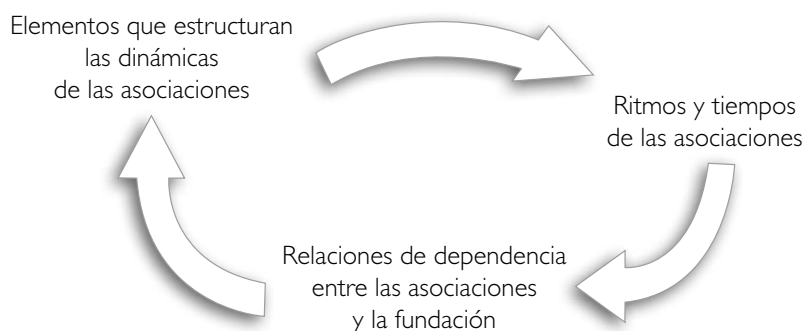 Elementos que estructuran
las dinámicas
de las asociaciones
Ritmos y tiempos
de las asociaciones
Relaciones de dependencia
entre las asociaciones
y la fundación